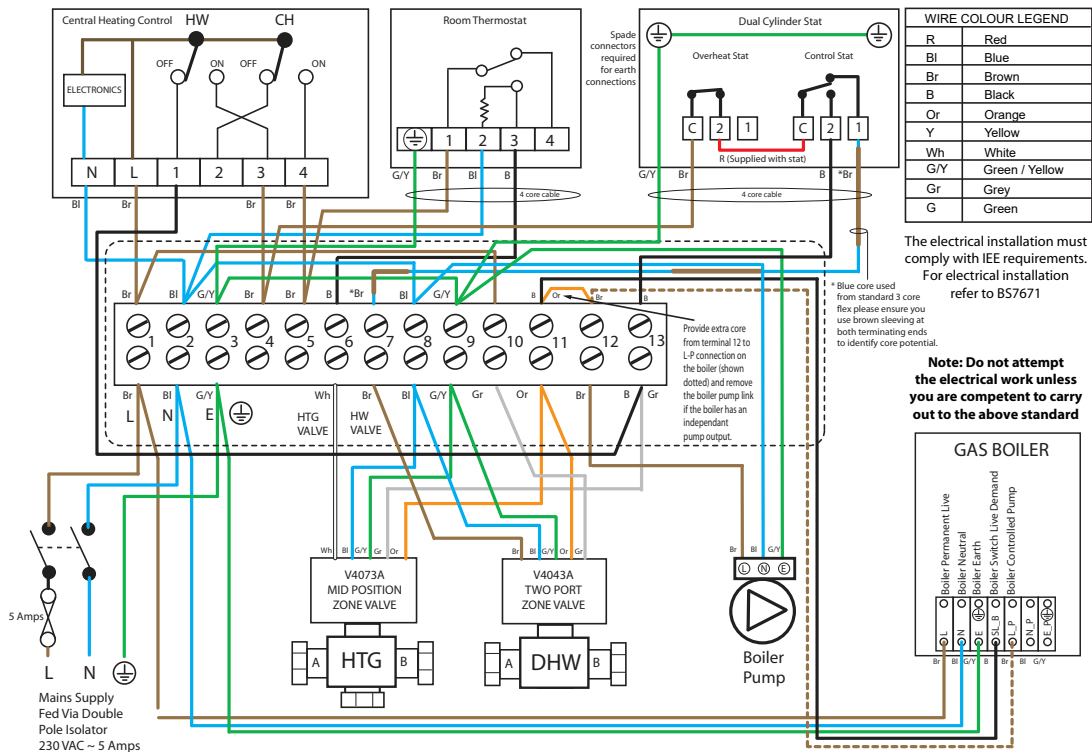 Central Heating Control
HW
CH
OFF
ON
OFF
ON
ELECTRONICS
N
L
1
2
3
4
Bl
Br
Br
Br
Room Thermostat
1
2
3
4
G/Y
Br
Bl
B
4 core cable
Spade
connectors
required
for earth
connections
Dual Cylinder Stat
Overheat Stat
Control Stat
C
2
1
C
2
1
R (Supplied with stat)
G/Y
Br
B
*Br
4 core cable
WIRE COLOUR LEGEND
R Red
Bl Blue
Br Brown
B Black
Or Orange
Y Yellow
Wh White
G/Y Green / Yellow
Gr Grey
G Green
The electrical installation must
comply with IEE requirements.
For electrical installation
refer to BS7671
* Blue core used
from standard 3 core
flex please ensure you
use brown sleeving at
both terminating ends
to identify core potential.
Note: Do not attempt
the electrical work unless
you are competent to carry
out to the above standard
Br
Bl
G/Y
Br
Br
B
*Br
Bl
G/Y
B
Or
Br
B
1
2
3
4
5
6
7
8
9
10
11
12
13
Provide extra core
from terminal 12 to
L-P connection on
the boiler (shown
dotted) and remove
the boiler pump link
if the boiler has an
independant
pump output.
Br
Bl
G/Y
Wh
Br
Bl
G/Y
Gr
Or
Br
B
Gr
L
N
E
HTG
VALVE
HW
VALVE
Wh
Bl
G/Y
Gr
Or
V4073A
MID POSITION
ZONE VALVE
A
HTG
B
Br
Bl
G/Y
Or
Gr
V4043A
TWO PORT
ZONE VALVE
A
DHW
B
Br
Bl
G/Y
L
N
E
Boiler
Pump
GAS BOILER
Boiler Permanent Live
Boiler Neutral
Boiler Earth
Boiler Switch Live Demand
Boiler Controlled Pump
L
N
E
SL_B
L_P
N_P
E_P
Br
Bl
G/Y
B
Br
Bl
G/Y
5 Amps
L
N
Mains Supply
Fed Via Double
Pole Isolator
230 VAC ~ 5 Amps